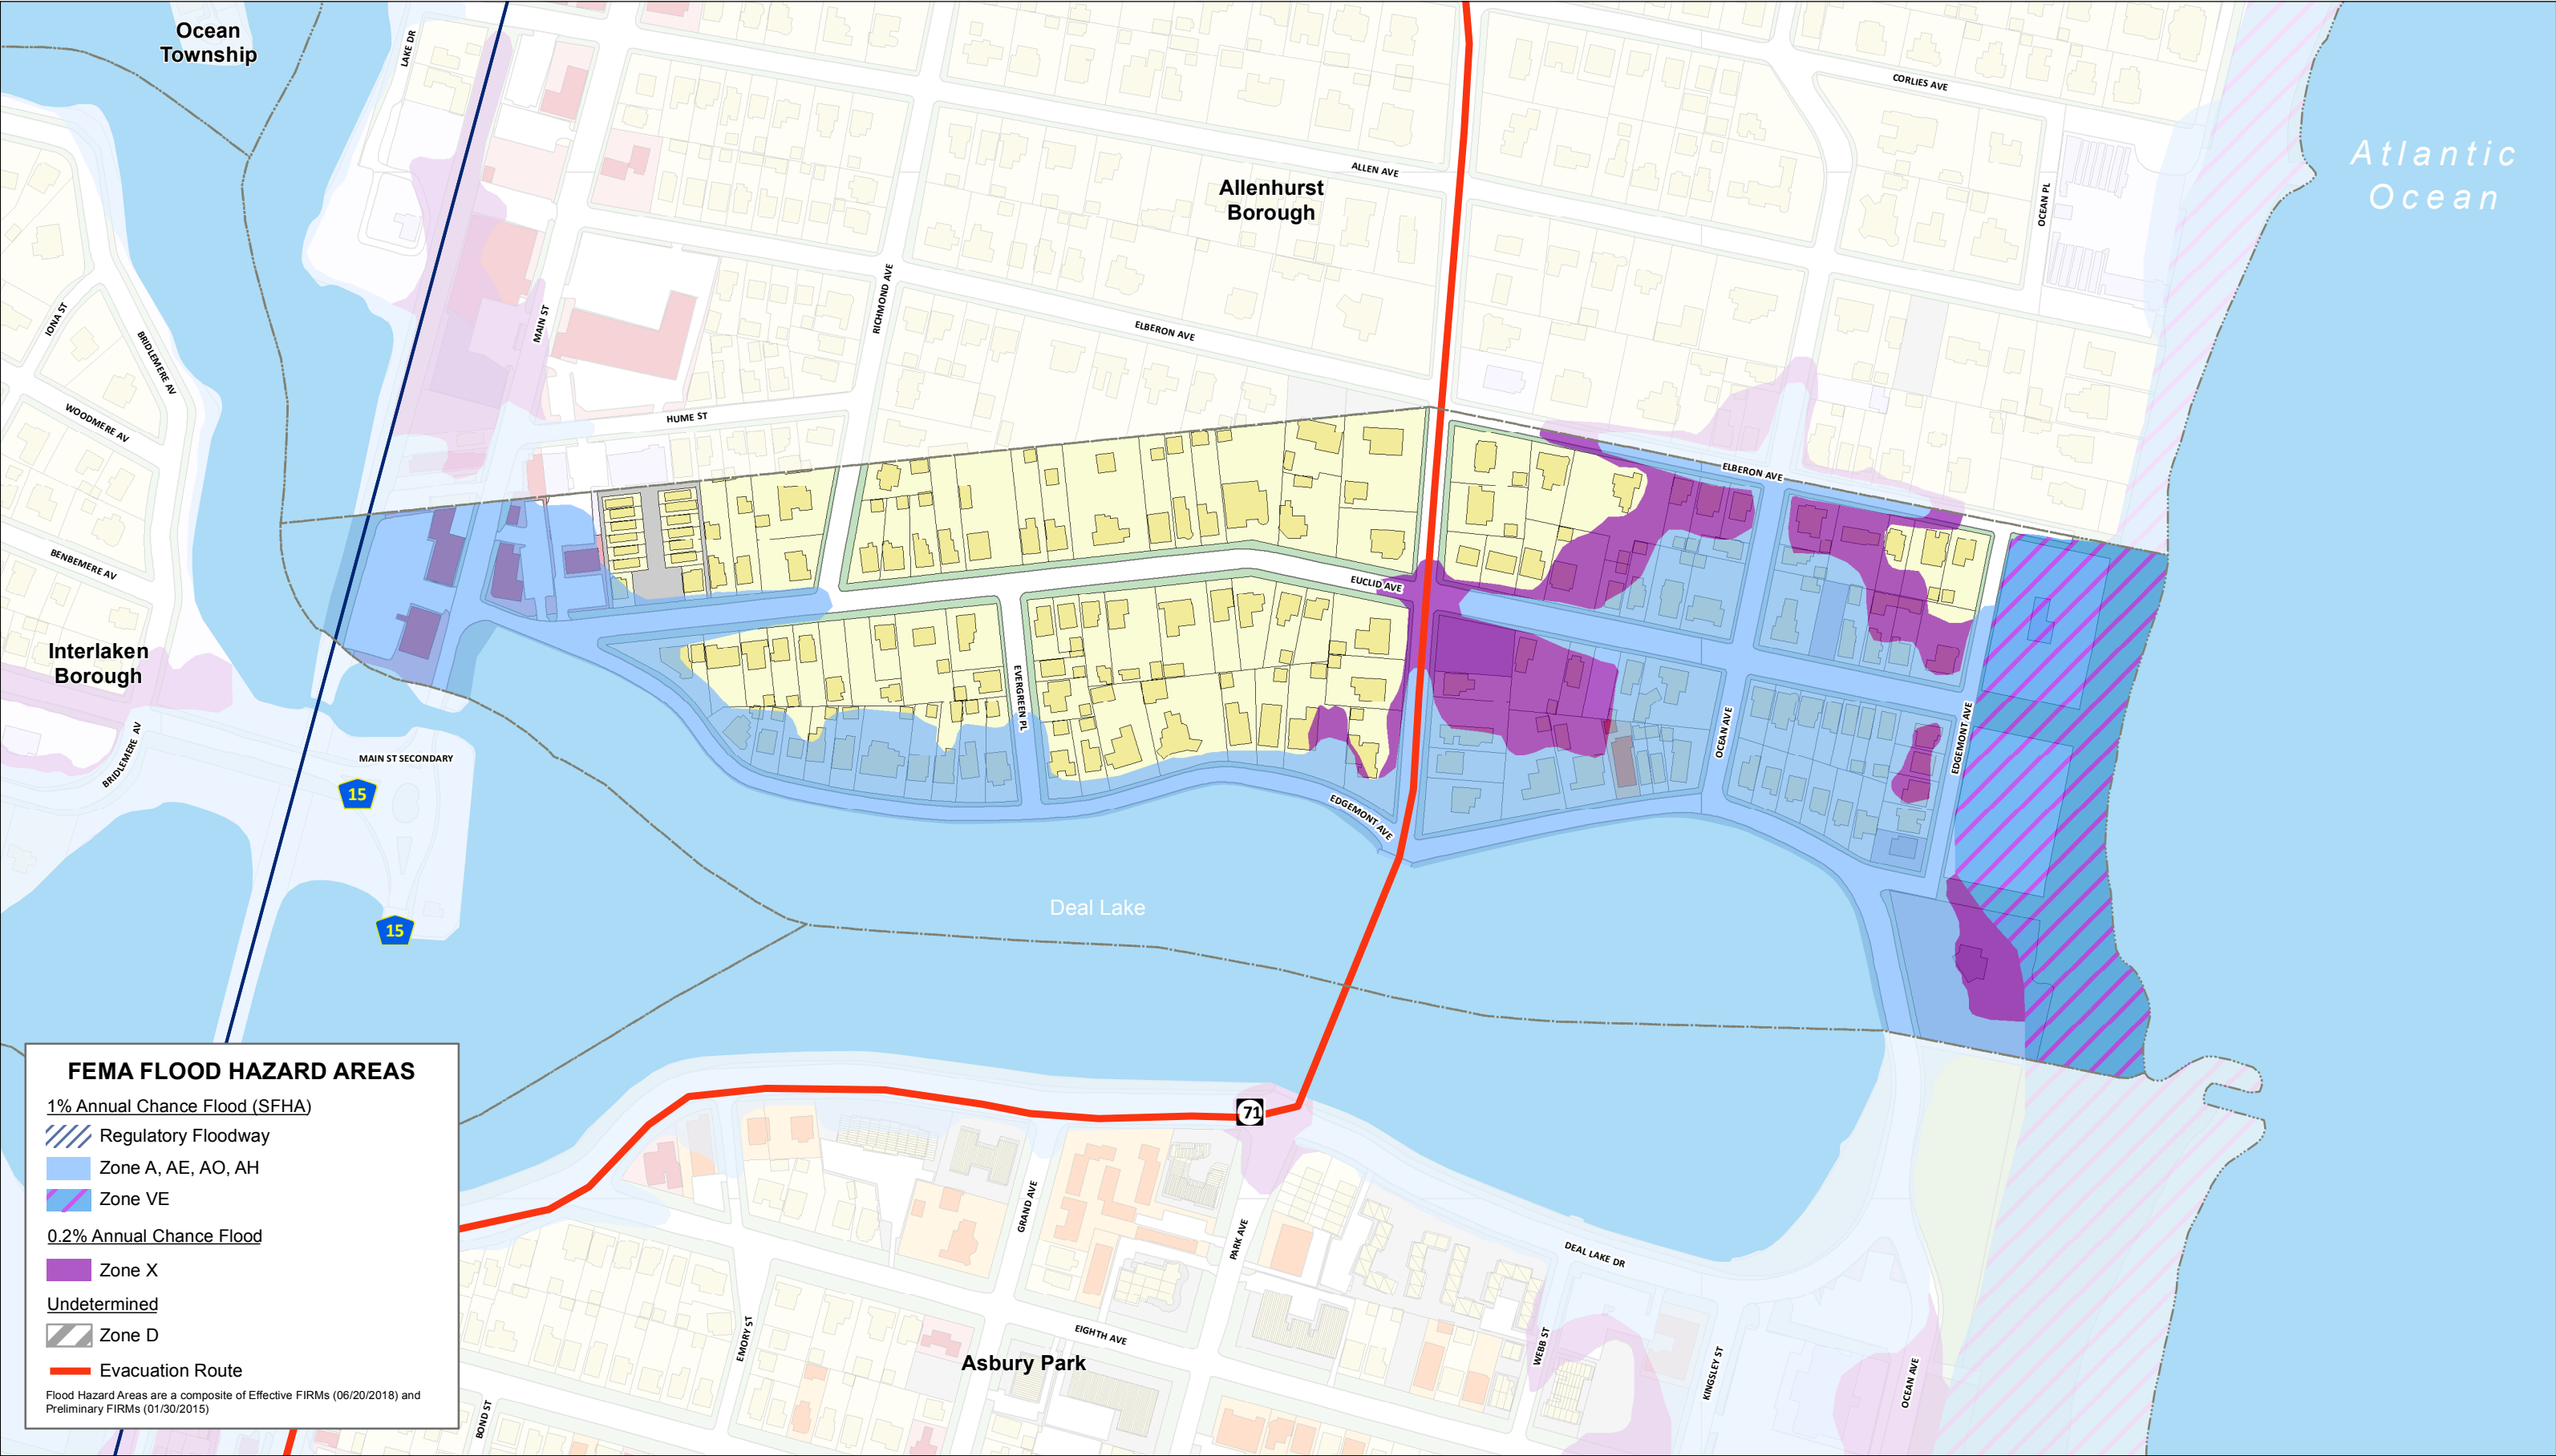 Ocean
Township
LAKE DR
CORLIES AVE
Atlantic
Ocean
ALLEN AVE
Allenhurst
Borough
OCEAN PL
RICHMOND AVE
MAIN ST
IONA ST
BRIDLEMERE AV
ELBERON AVE
WOODMERE AV
HUME ST
ELBERON AVE
BENBEMERE AV
EUCLID AVE
Interlaken
Borough
EVERGREEN PL
BRIDLEMERE AV
OCEAN AVE
EDGEMONT AVE
MAIN ST SECONDARY
15
EDGEMONT AVE
15
Deal Lake
71
GRAND AVE
PARK AVE
DEAL LAKE DR
EMORY ST
EIGHTH AVE
WEBB ST
KINGSLEY ST
OCEAN AVE
Asbury Park
BOND ST
FEMA FLOOD HAZARD AREAS
1% Annual Chance Flood (SFHA)
Regulatory Floodway
Zone A, AE, AO, AH
Zone VE
0.2% Annual Chance Flood
Zone X
Undetermined
Zone D
Evacuation Route
Flood Hazard Areas are a composite of Effective FIRMs (06/20/2018) and
Preliminary FIRMs (01/30/2015)